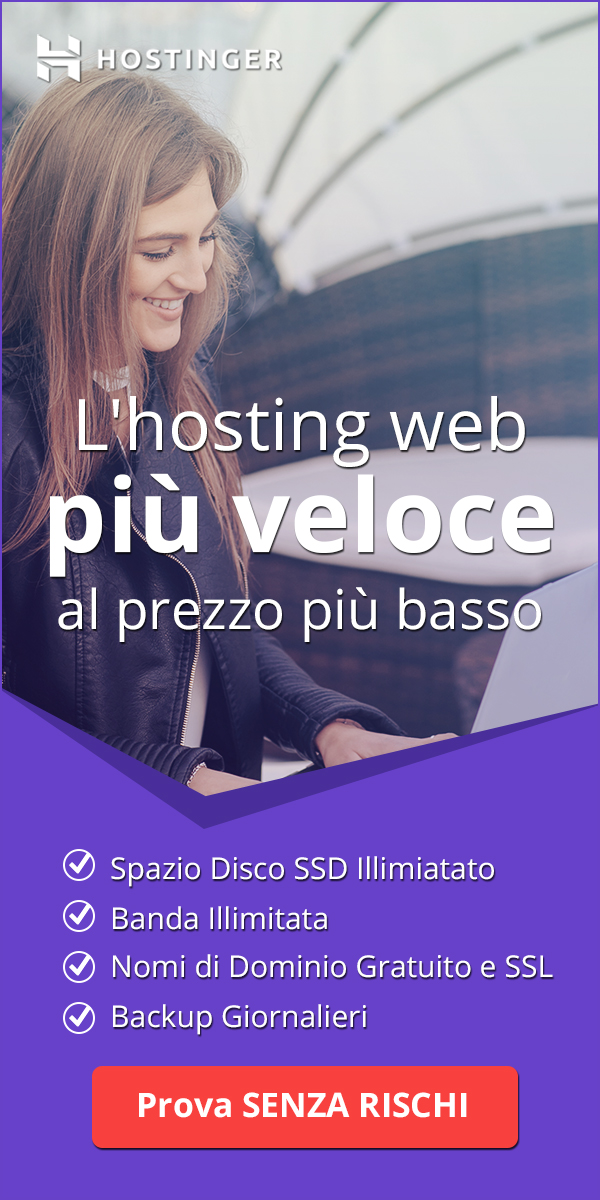 HOSTINGER
L'hosting web
più veloce
al prezzo più basso
Spazio Disco SSD Illimiatato
Banda Illimitata
Nomi di Dominio Gratuito e SSL
Backup Giornalieri
Prova SENZA RISCHI